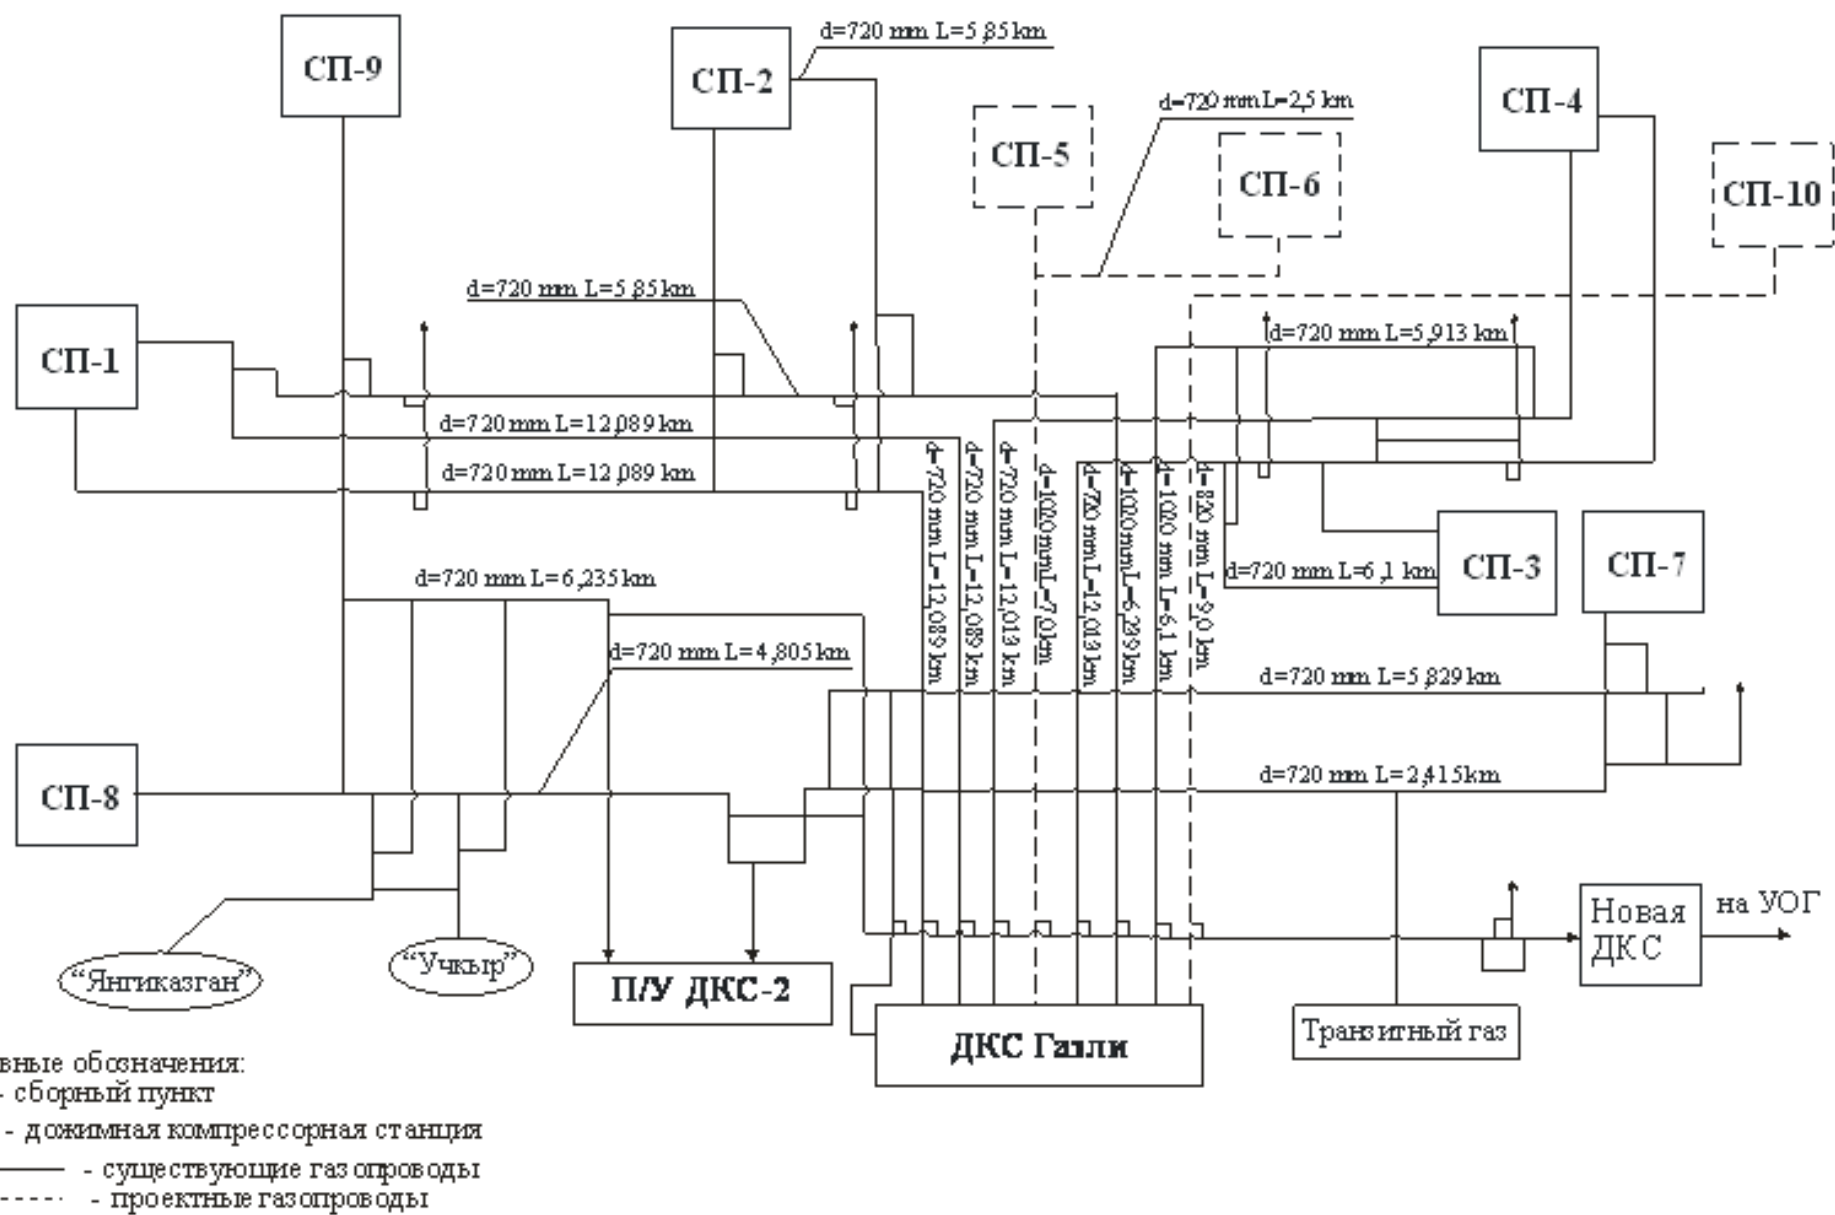 СП-9
СП-2
d=720 mm L=5,85 km
СП-5
d=720 mm L=2,5 km
СП-6
СП-4
СП-10
СП-1
d=720 mm L=5,85 km
d=720 mm L=5,913 km
d=720 mm L=12,089 km
d=720 mm L=12,089 km
d=720 mm L=12,089 km
d=720 mm L=12,089 km
d=720 mm L=12,013 km
d=1020 mm L=7,0 km
d=720 mm L=12,013 km
d=1020 mm L=6,239 km
d=1020 mm L=6,1 km
d=820 mm L=9,0 km
d=720 mm L=6,1 km
СП-3
СП-7
d=720 mm L=6,235 km
d=720 mm L=4,805 km
d=720 mm L=5,829 km
d=720 mm L=2,415 km
СП-8
"Янгиказган"
"Учкыр"
П/У ДКС-2
ДКС Газли
Транзитный газ
Новая
ДКС
на УОГ
вные обозначения:
- сборный пункт
- дожимная компрессорная станция
- существующие газопроводы
- проектные газопроводы